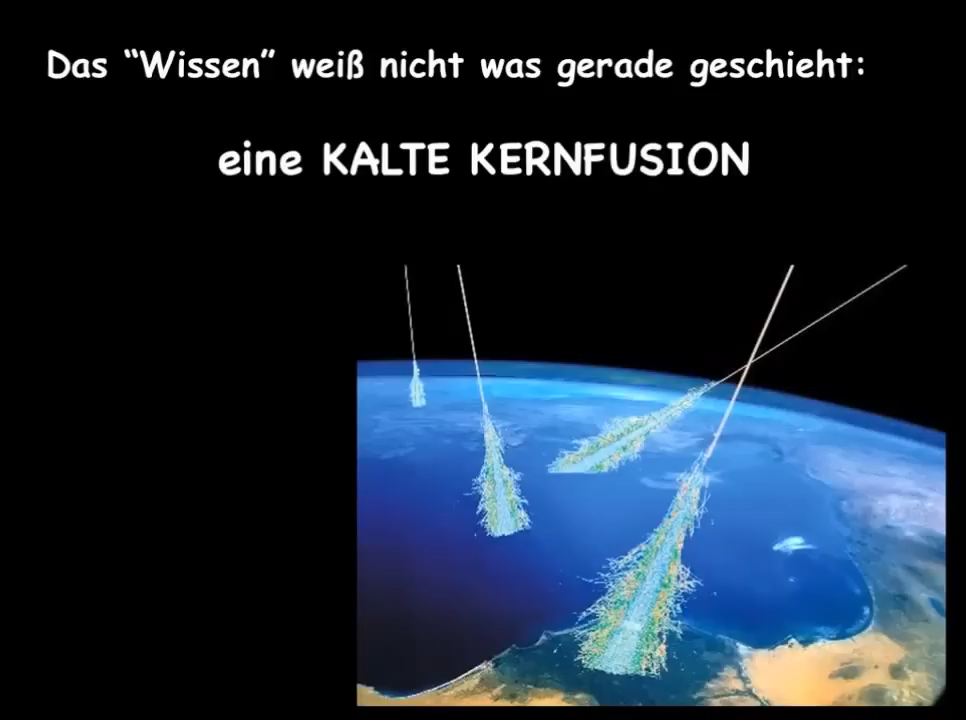 Das “Wissen” weiß nicht was gerade geschieht:
eine KALTE KERNFUSION